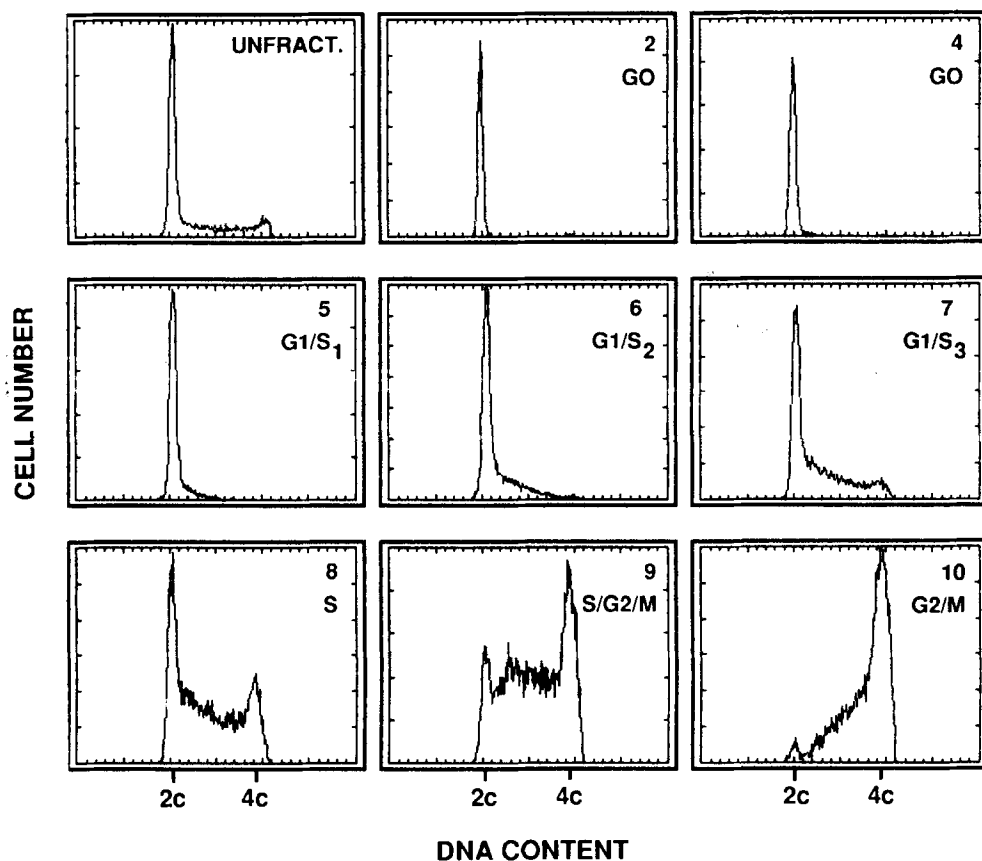 UNFRACT.
2
GO
4
GO
5
G1/S1
6
G1/S2
7
G1/S3
8
S
9
S/G2/M
10
G2/M
CELL NUMBER
2c 4c
2c 4c
2c 4c
DNA CONTENT